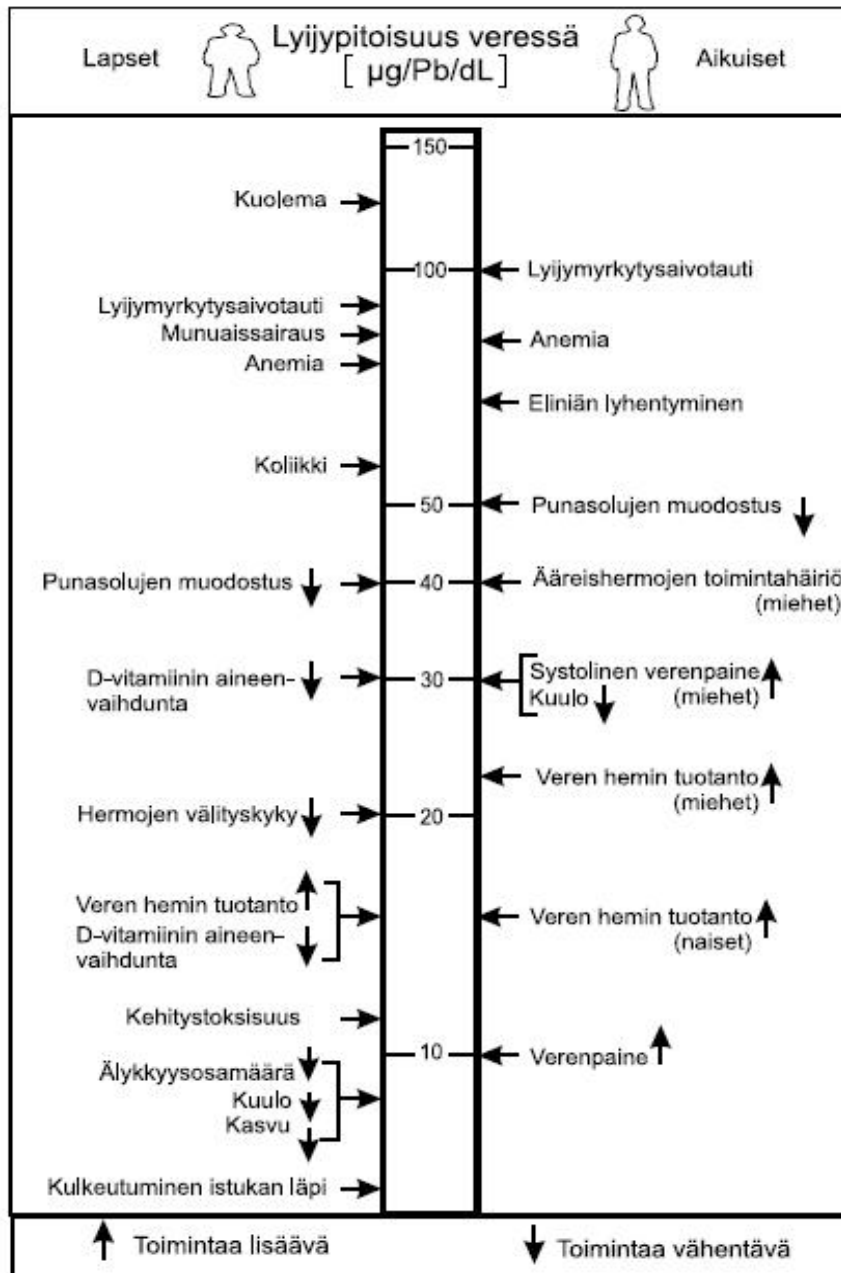 Lapset
Lyijypitoisuus veressä
[ µg/Pb/dL]
Aikuiset
150
Kuolema
100
Lyijymyrkytysaivotauti
Lyijymyrkytysaivotauti
Munuaissairaus
Anemia
Anemia
Eliniän lyhentyminen
Koliikki
50
Punasolujen muodostus ↓
Punasolujen muodostus ↓
40
Ääreishermojen toimintahäiriö
(miehet)
D-vitamiinin aineen-
vaihdunta ↓
30
Systolinen verenpaine ↑
Kuulo ↓ (miehet)
Veren hemin tuotanto ↑
(miehet)
Hermojen välityskyky ↓
20
Veren hemin tuotanto ↑
D-vitamiinin aineen-
vaihdunta ↓
Veren hemin tuotanto ↑
(naiset)
Kehitystoksisuus
10
Verenpaine ↑
Älykkyysosamäärä ↓
Kuulo ↓
Kasvu ↓
Kulkeutuminen istukan läpi
↑ Toimintaa lisäävä
↓ Toimintaa vähentävä